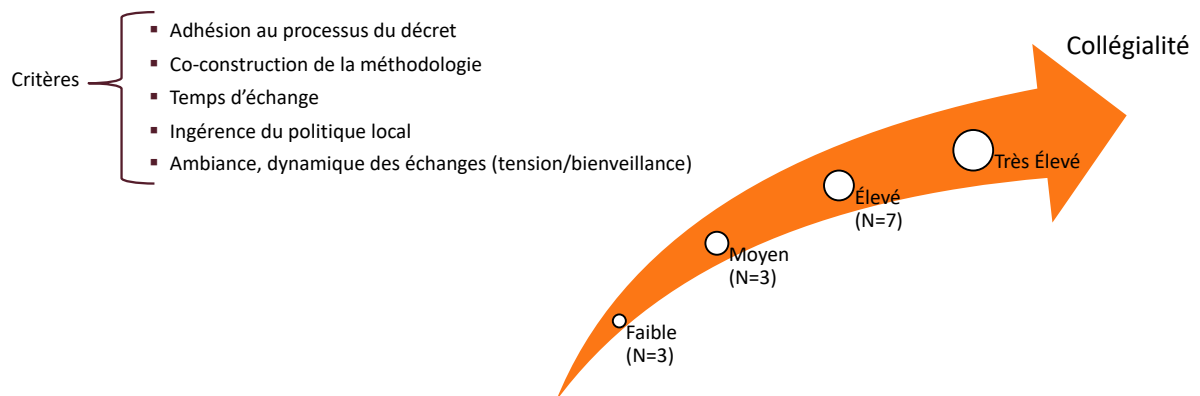 Critères
Adhésion au processus du décret
Co-construction de la méthodologie
Temps d’échange
Ingérence du politique local
Ambiance, dynamique des échanges (tension/bienveillance)
Collégialité
Très Élevé
Élevé
(N=7)
Moyen
(N=3)
Faible
(N=3)